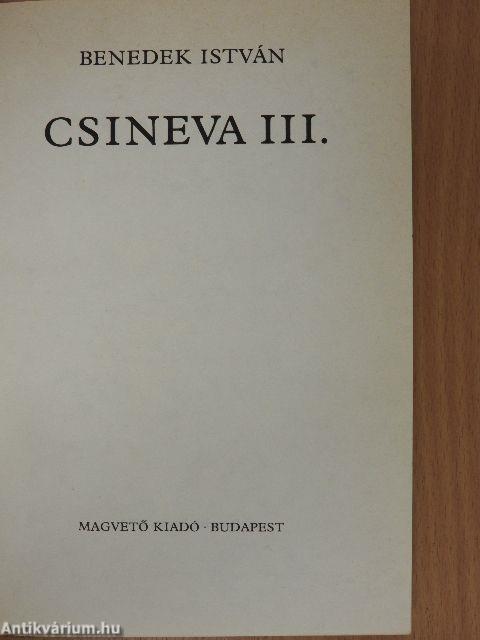 BENEDEK ISTVÁN
CSINEVA III.
MAGVETŐ KIADÓ · BUDAPEST
Antikvárium.hu